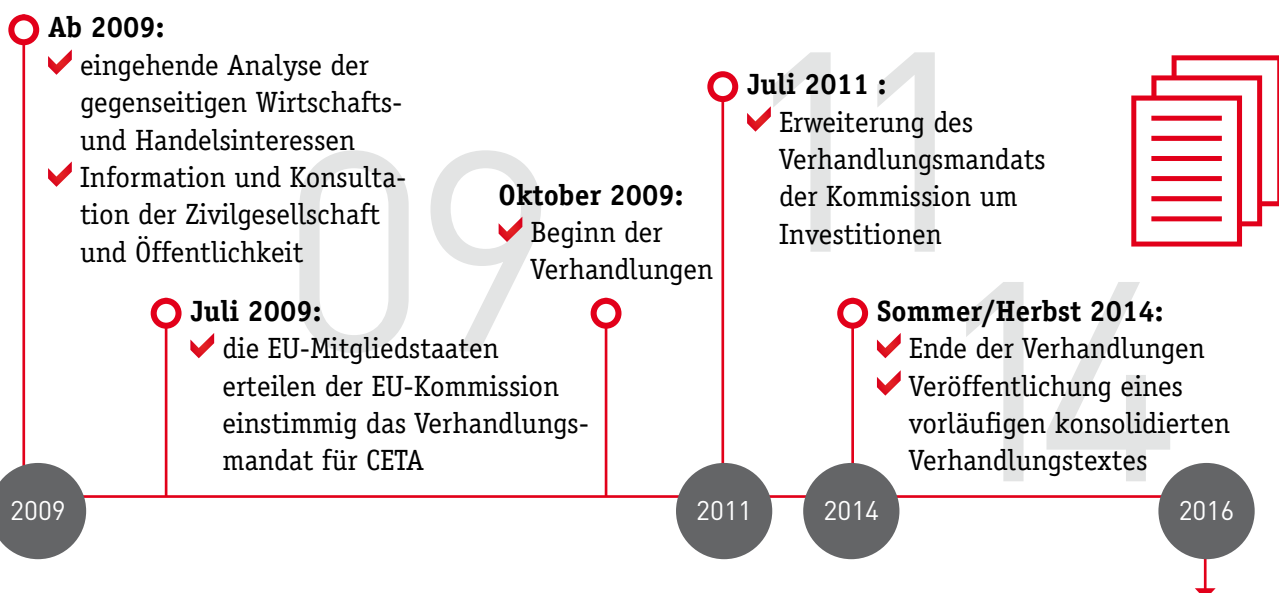 Ab 2009:
eingehende Analyse der
gegenseitigen Wirtschafts-
und Handelsinteressen
Information und Konsulta-
tion der Zivilgesellschaft
und Öffentlichkeit
09
Juli 2009:
die EU-Mitgliedstaaten
erteilen der EU-Kommission
einstimmig das Verhandlungs-
mandat für CETA
Oktober 2009:
Beginn der
Verhandlungen
11
Juli 2011 :
Erweiterung des
Verhandlungsmandats
der Kommission um
Investitionen
14
Sommer/Herbst 2014:
Ende der Verhandlungen
Veröffentlichung eines
vorläufigen konsolidierten
Verhandlungstextes
2009
2011
2014
2016